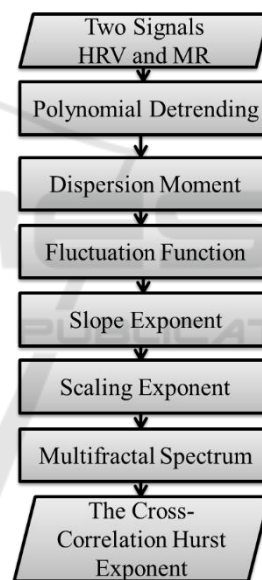 Two Signals
HRV and MR
Polynomial Detrending
Dispersion Moment
Fluctuation Function
Slope Exponent
Scaling Exponent
Multifractal Spectrum
The Cross-
Correlation Hurst
Exponent